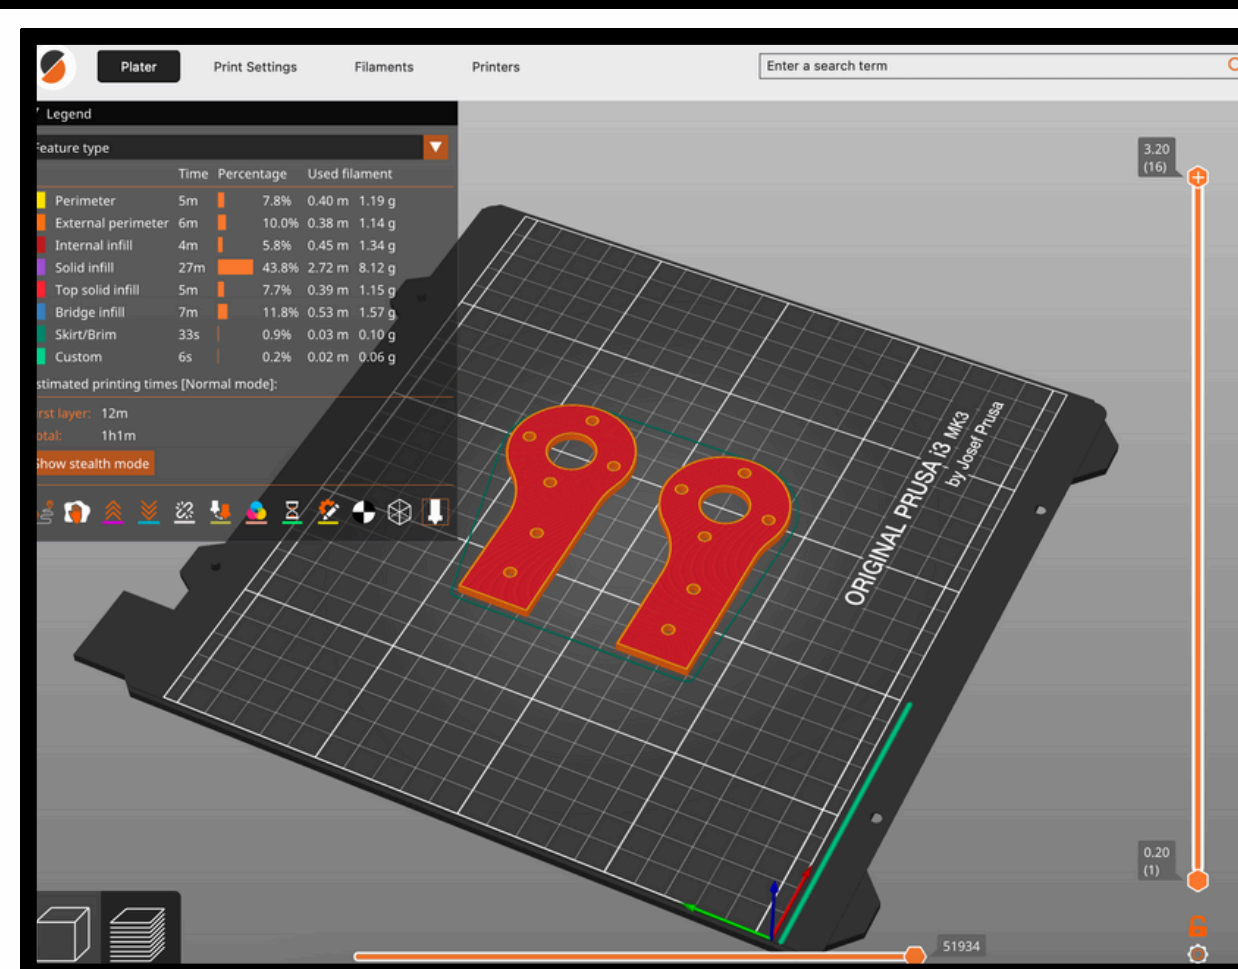 Plater Print Settings Filaments Printers Enter a search term
Legend
Feature type
Time Percentage Used filament
Perimeter 5m 7.8% 0.40 m 1.19 g
External perimeter 6m 10.0% 0.38 m 1.14 g
Internal infill 4m 5.8% 0.45 m 1.34 g
Solid infill 27m 43.8% 2.72 m 8.12 g
Top solid infill 5m 7.7% 0.39 m 1.15 g
Bridge infill 7m 11.8% 0.53 m 1.57 g
Skirt/Brim 33s 0.9% 0.03 m 0.10 g
Custom 6s 0.2% 0.02 m 0.06 g
stimated printing times [Normal mode]:
rst layer: 12m
otal: 1h1m
Show stealth mode
3.20
(16)
ORIGINAL PRUSA i3 MK3
by Josef Prusa
0.20
(1)
51934